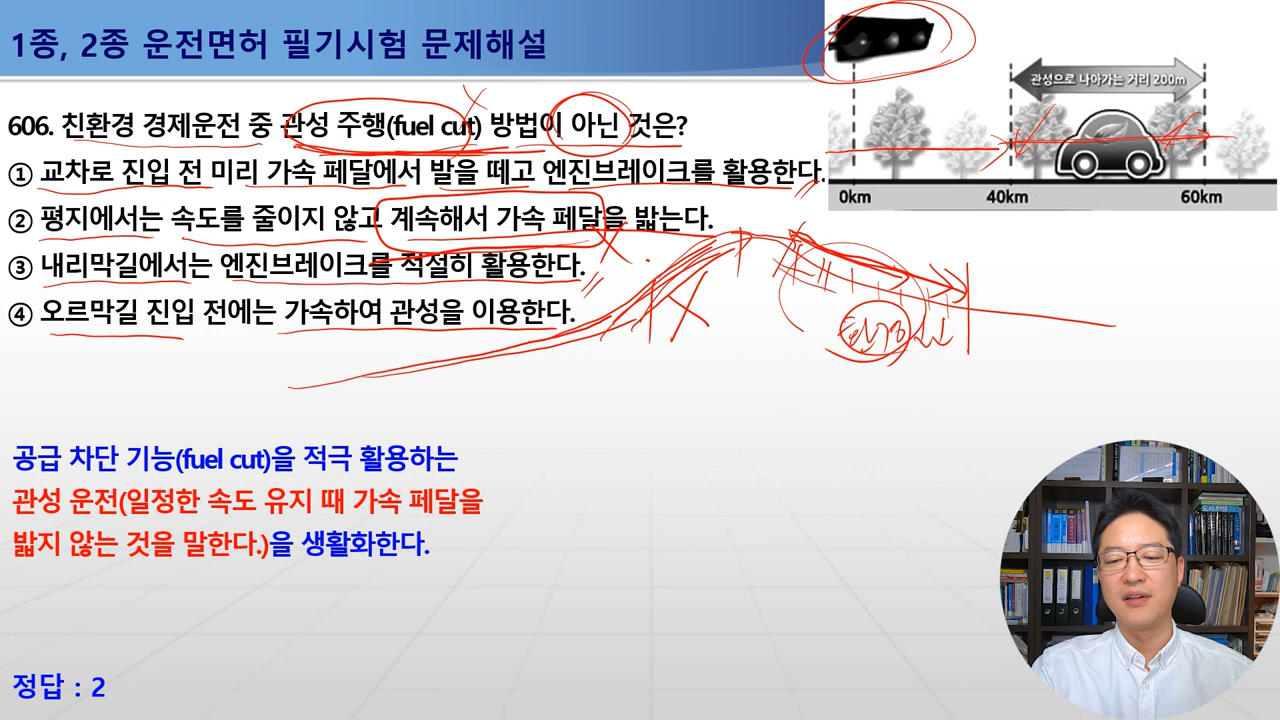 1종, 2종 운전면허 필기시험 문제해설
관성으로 나아가는 거리 200m
0km 40km 60km
606. 친환경 경제운전 중 관성 주행(fuel cut) 방법이 아닌 것은?
① 교차로 진입 전 미리 가속 페달에서 발을 떼고 엔진브레이크를 활용한다.
② 평지에서는 속도를 줄이지 않고 계속해서 가속 페달을 밟는다.
③ 내리막길에서는 엔진브레이크를 적절히 활용한다.
④ 오르막길 진입 전에는 가속하여 관성을 이용한다.
공급 차단 기능(fuel cut)을 적극 활용하는
관성 운전(일정한 속도 유지 때 가속 페달을
밟지 않는 것을 말한다.)을 생활화한다.
정답 : 2